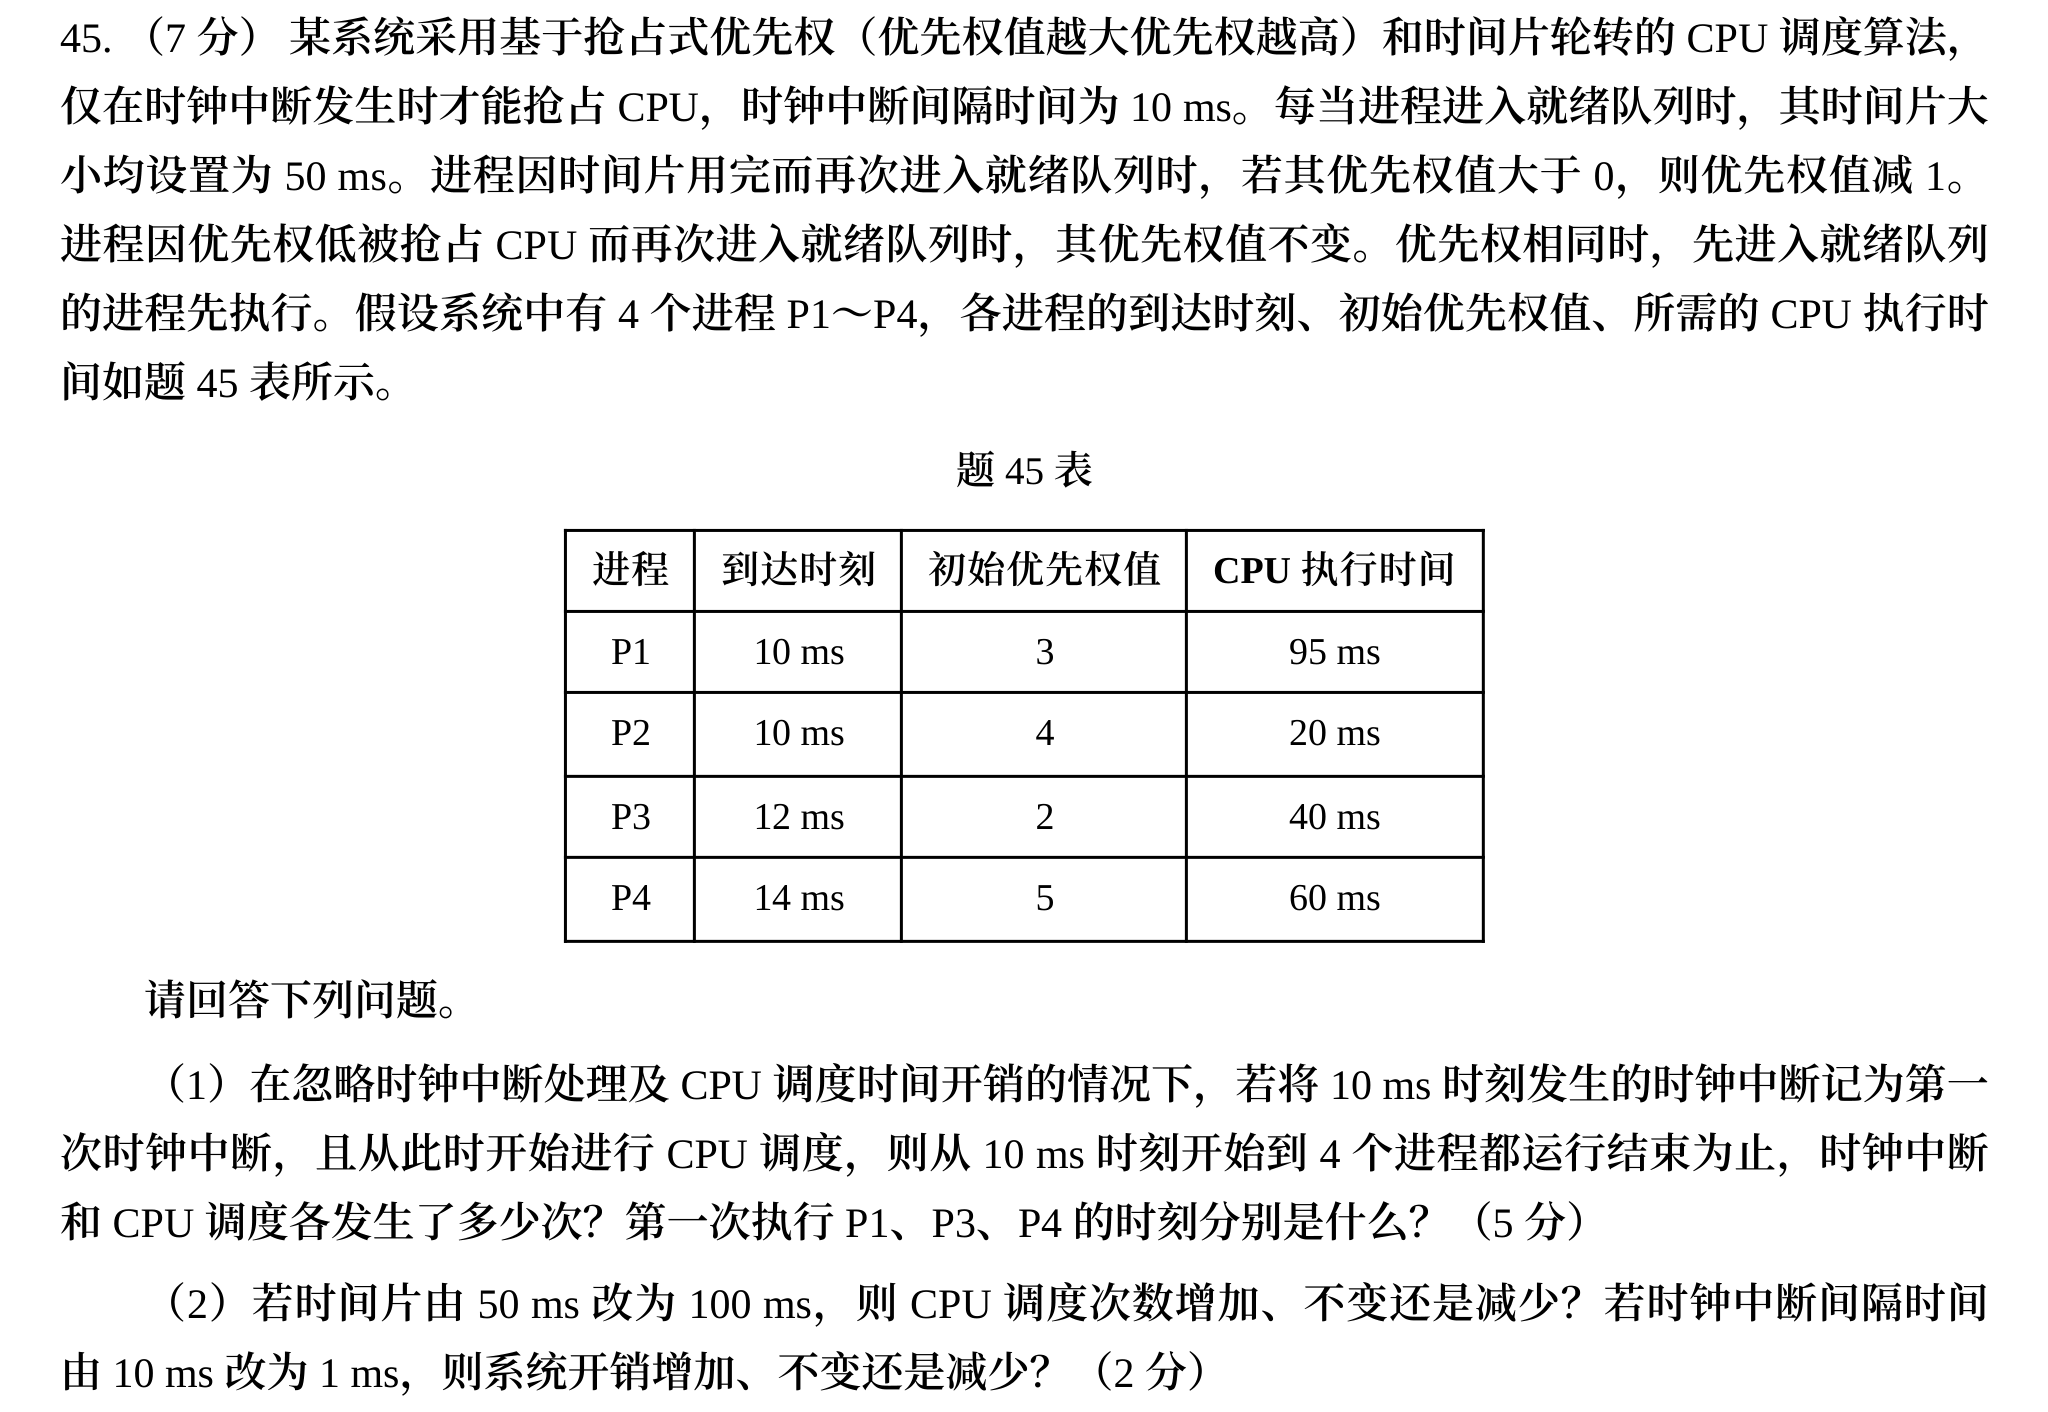 45. （7 分） 某系统采用基于抢占式优先权（优先权值越大优先权越高）和时间片轮转的 CPU 调度算法，
仅在时钟中断发生时才能抢占 CPU，时钟中断间隔时间为 10 ms。每当进程进入就绪队列时，其时间片大
小均设置为 50 ms。进程因时间片用完而再次进入就绪队列时，若其优先权值大于 0，则优先权值减 1。
进程因优先权低被抢占 CPU 而再次进入就绪队列时，其优先权值不变。优先权相同时，先进入就绪队列
的进程先执行。假设系统中有 4 个进程 P1～P4，各进程的到达时刻、初始优先权值、所需的 CPU 执行时
间如题 45 表所示。
题 45 表
进程 到达时刻 初始优先权值 CPU 执行时间
P1 10 ms 3 95 ms
P2 10 ms 4 20 ms
P3 12 ms 2 40 ms
P4 14 ms 5 60 ms
请回答下列问题。
（1）在忽略时钟中断处理及 CPU 调度时间开销的情况下，若将 10 ms 时刻发生的时钟中断记为第一
次时钟中断，且从此时开始进行 CPU 调度，则从 10 ms 时刻开始到 4 个进程都运行结束为止，时钟中断
和 CPU 调度各发生了多少次？第一次执行 P1、P3、P4 的时刻分别是什么？（5 分）
（2）若时间片由 50 ms 改为 100 ms，则 CPU 调度次数增加、不变还是减少？若时钟中断间隔时间
由 10 ms 改为 1 ms，则系统开销增加、不变还是减少？（2 分）